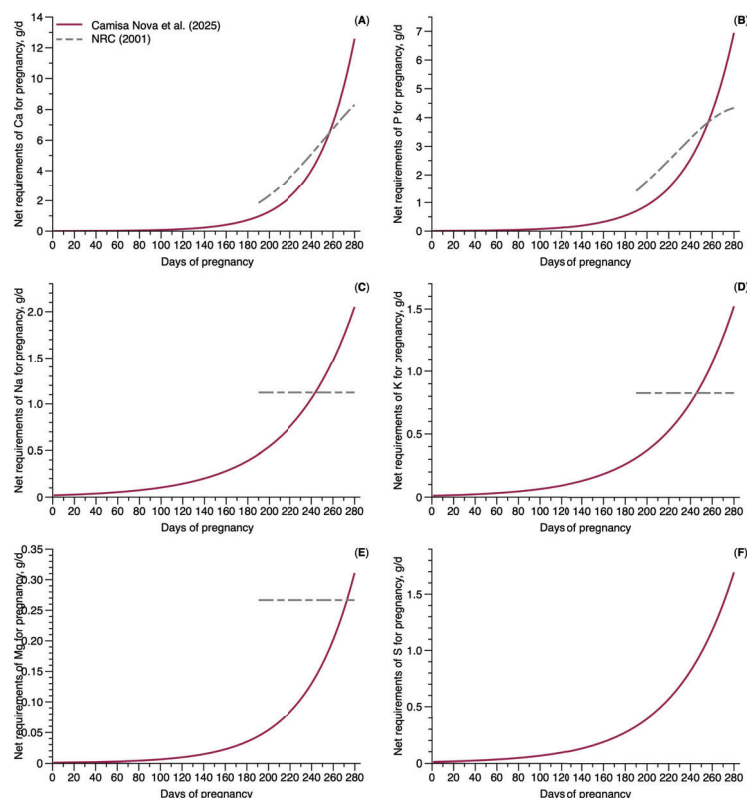 Camisa Nova et al. (2025)
NRC (2001)
(A)
Net requirements of Ca for pregnancy, g/d
14
12
10
8
6
4
2
0
0 20 40 60 80 100 120 140 160 180 200 220 240 260 280
Days of pregnancy
(B)
Net requirements of P for pregnancy, g/d
7
6
5
4
3
2
1
0
0 20 40 60 80 100 120 140 160 180 200 220 240 260 280
Days of pregnancy
(C)
Net requirements of Na for pregnancy, g/d
2.0
1.5
1.0
0.5
0
0 20 40 60 80 100 120 140 160 180 200 220 240 260 280
Days of pregnancy
(D)
Net requirements of K for pregnancy, g/d
1.5
1.0
0.5
0
0 20 40 60 80 100 120 140 160 180 200 220 240 260 280
Days of pregnancy
(E)
Net requirements of Mg for pregnancy, g/d
0.35
0.30
0.25
0.20
0.15
0.10
0.05
0
0 20 40 60 80 100 120 140 160 180 200 220 240 260 280
Days of pregnancy
(F)
Net requirements of S for pregnancy, g/d
1.5
1.0
0.5
0
0 20 40 60 80 100 120 140 160 180 200 220 240 260 280
Days of pregnancy